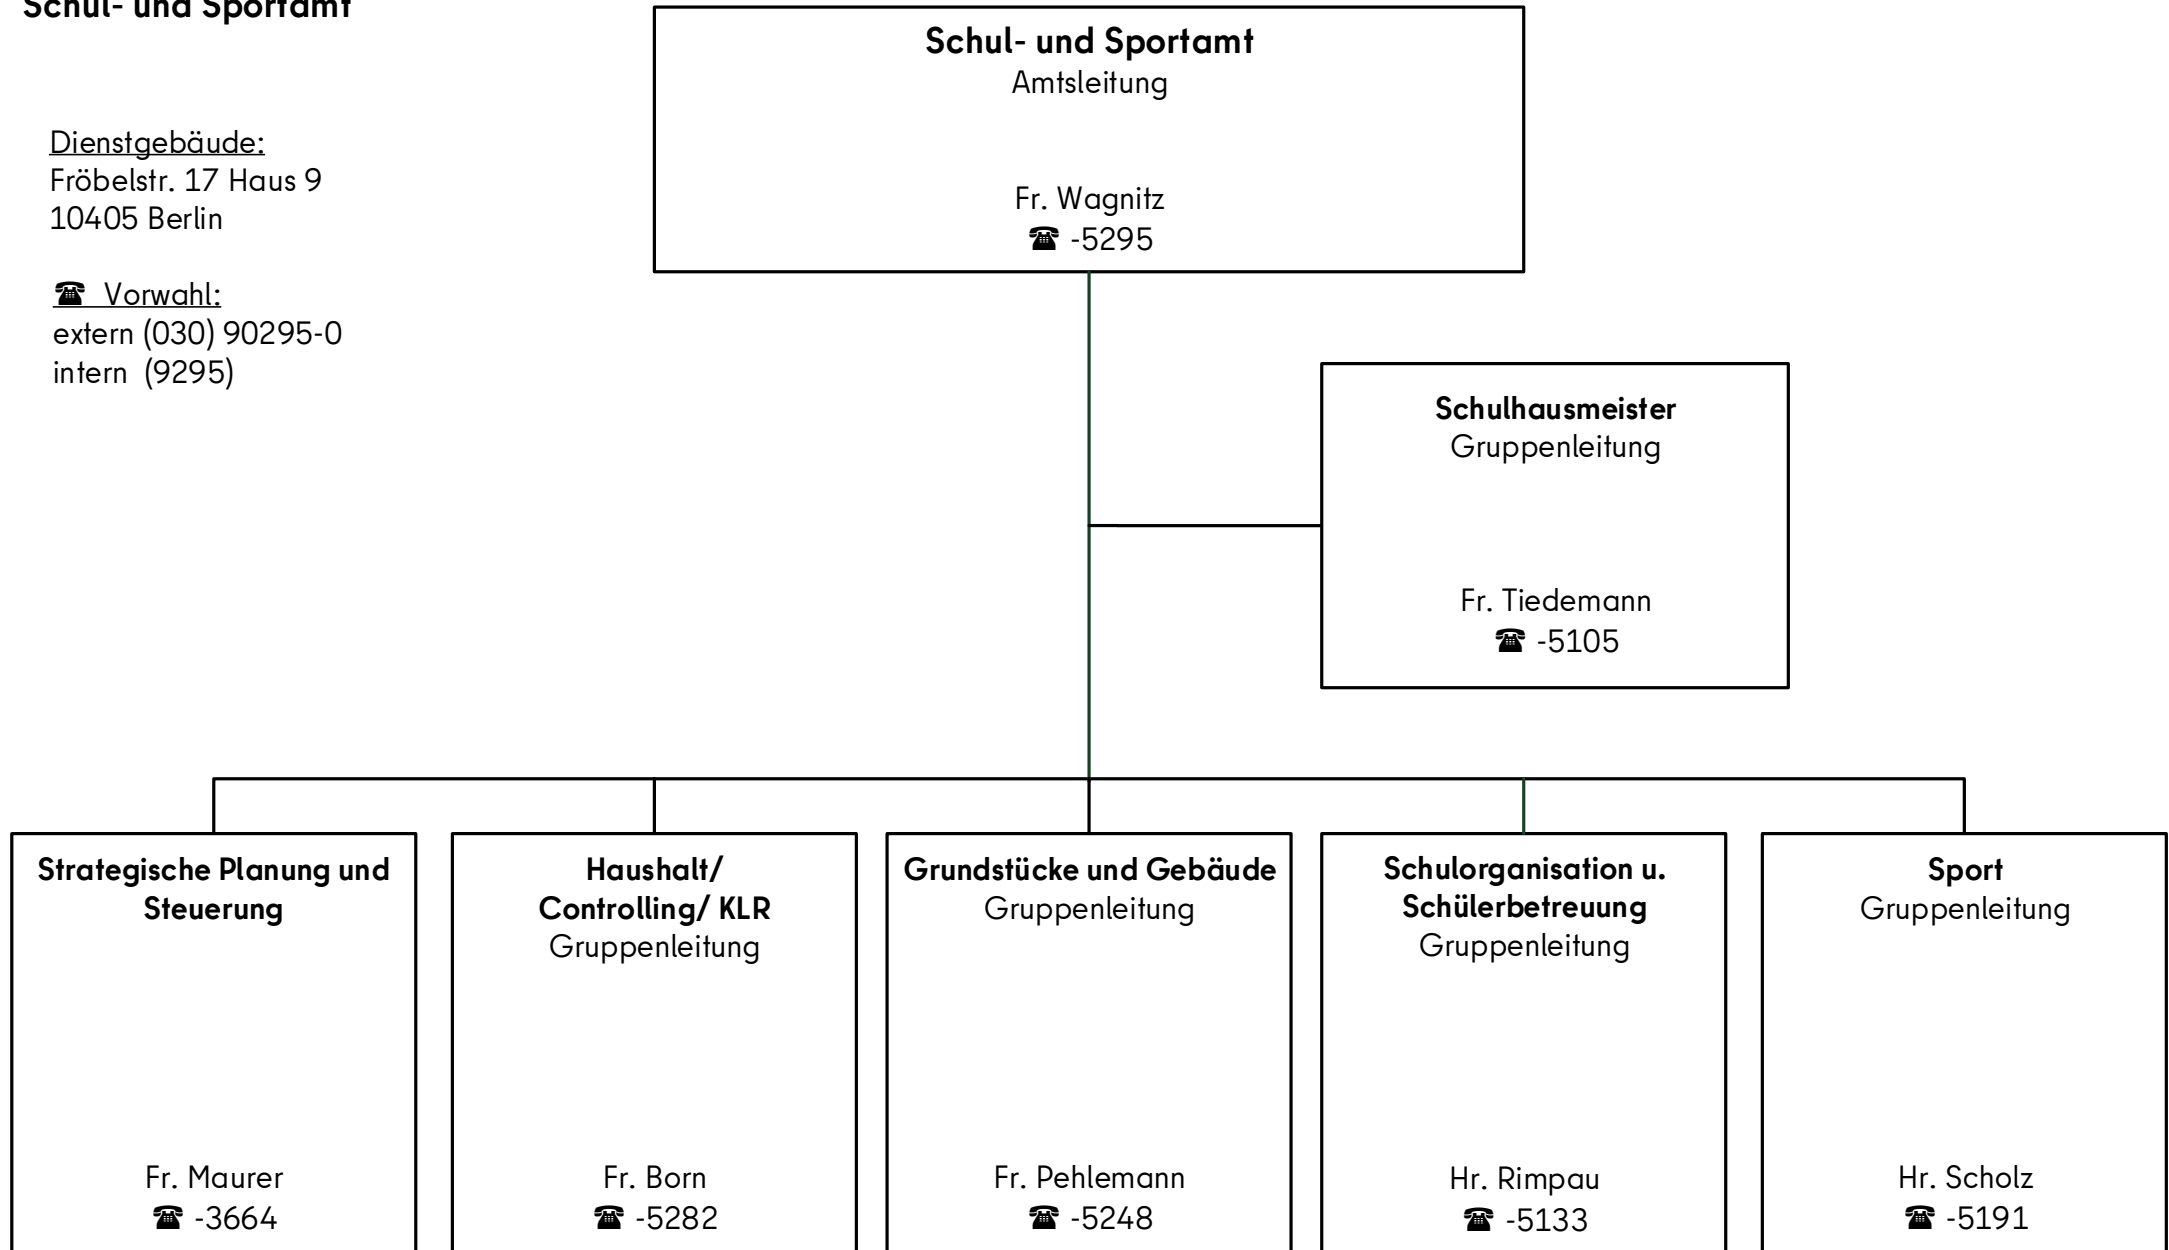 Schul- und Sportamt
Dienstgebäude:
Fröbelstr. 17 Haus 9
10405 Berlin
☎ Vorwahl:
extern (030) 90295-0
intern (9295)
Schul- und Sportamt
Amtsleitung
Fr. Wagnitz
☎ -5295
Schulhausmeister
Gruppenleitung
Fr. Tiedemann
☎ -5105
Strategische Planung und
Steuerung
Fr. Maurer
☎ -3664
Haushalt/
Controlling/ KLR
Gruppenleitung
Fr. Born
☎ -5282
Grundstücke und Gebäude
Gruppenleitung
Fr. Pehlemann
☎ -5248
Schulorganisation u.
Schülerbetreuung
Gruppenleitung
Hr. Rimpau
☎ -5133
Sport
Gruppenleitung
Hr. Scholz
☎ -5191